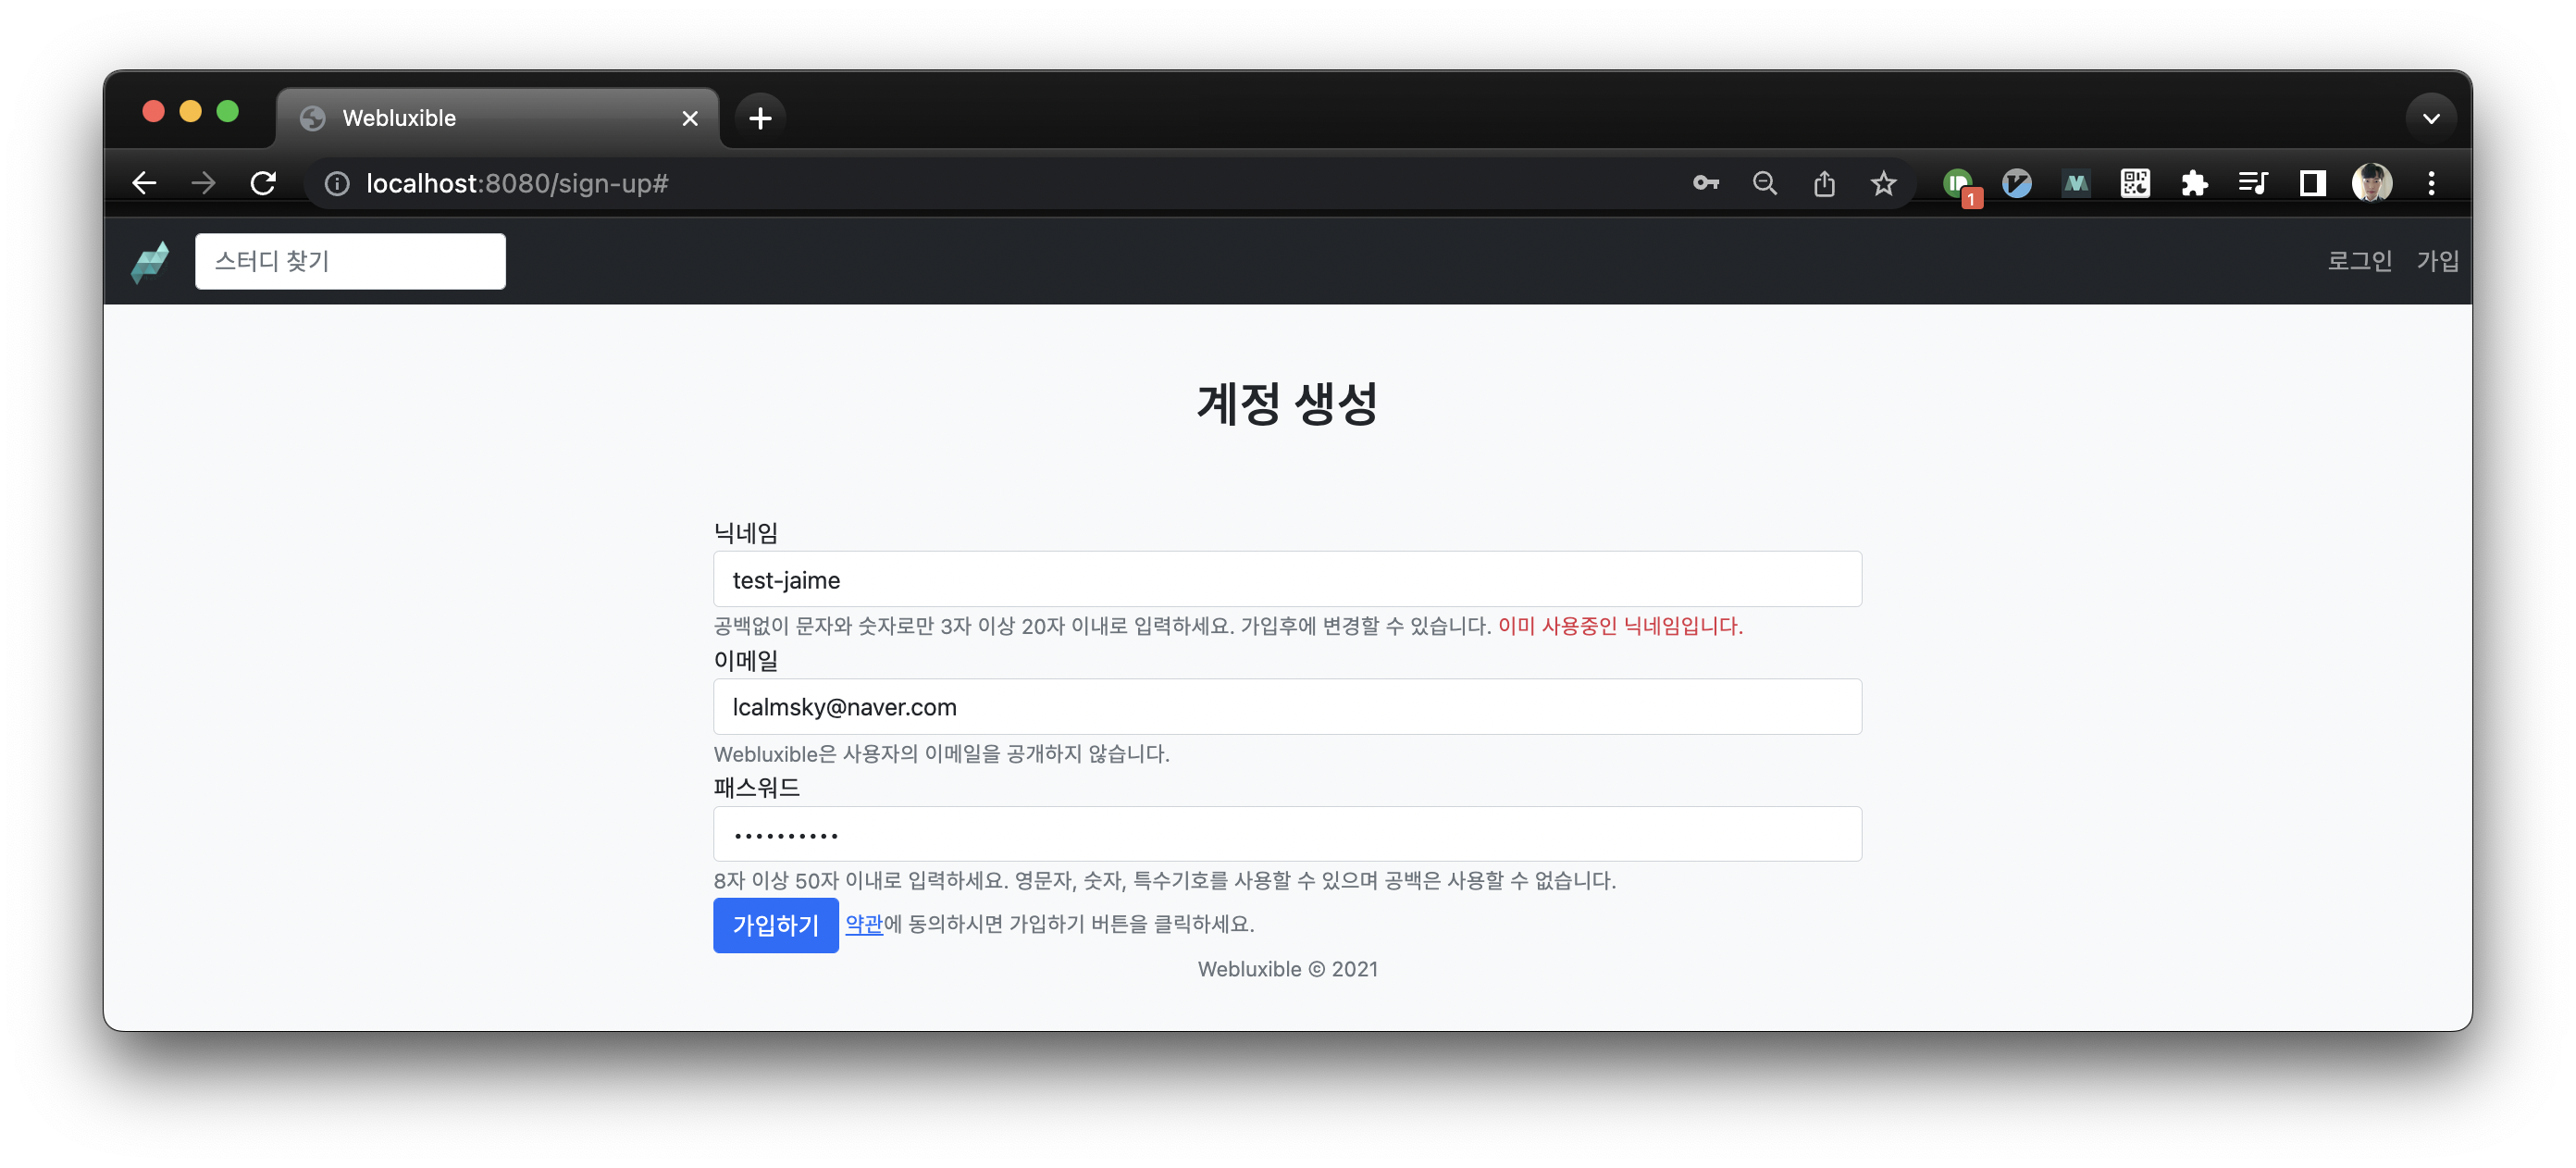 Webluxible
localhost:8080/sign-up#
1
스터디 찾기
로그인 가입
계정 생성
닉네임
test-jaime
공백없이 문자와 숫자로만 3자 이상 20자 이내로 입력하세요. 가입후에 변경할 수 있습니다. 이미 사용중인 닉네임입니다.
이메일
lcalmsky@naver.com
Webluxible은 사용자의 이메일을 공개하지 않습니다.
패스워드
••••••••••
8자 이상 50자 이내로 입력하세요. 영문자, 숫자, 특수기호를 사용할 수 있으며 공백은 사용할 수 없습니다.
가입하기 약관에 동의하시면 가입하기 버튼을 클릭하세요.
Webluxible © 2021